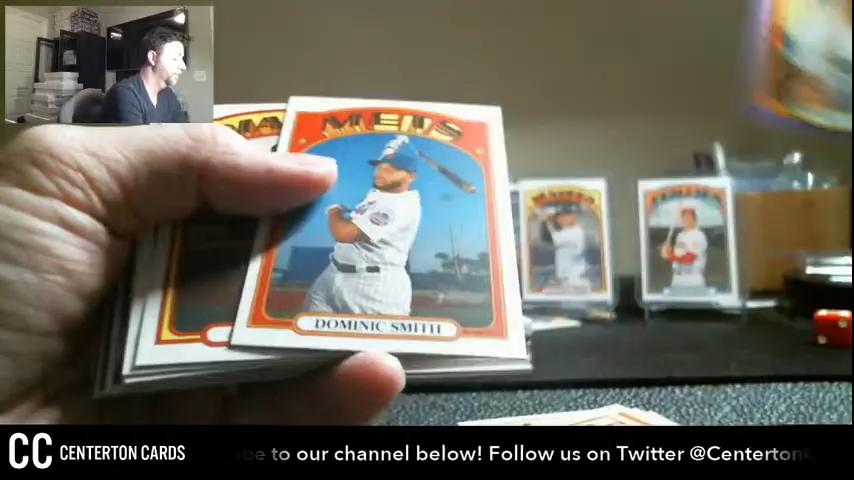 METS
DOMINIC SMITH
CC CENTERTON CARDS
be to our channel below! Follow us on Twitter @Centerton